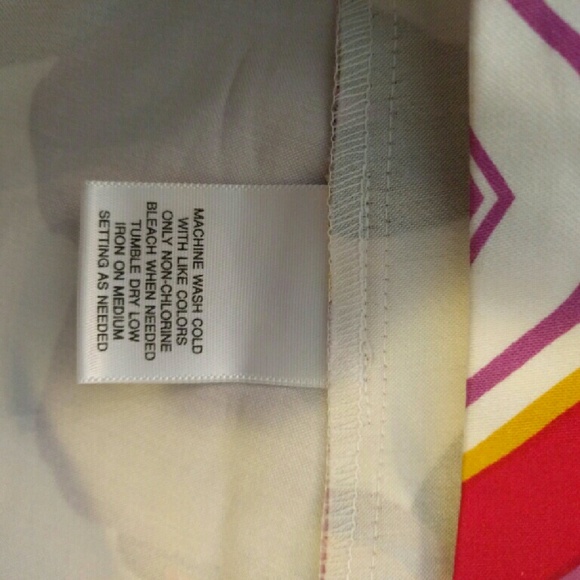 MACHINE WASH COLD
WITH LIKE COLORS
ONLY NON-CHLORINE
BLEACH WHEN NEEDED
TUMBLE DRY LOW
IRON ON MEDIUM
SETTING AS NEEDED